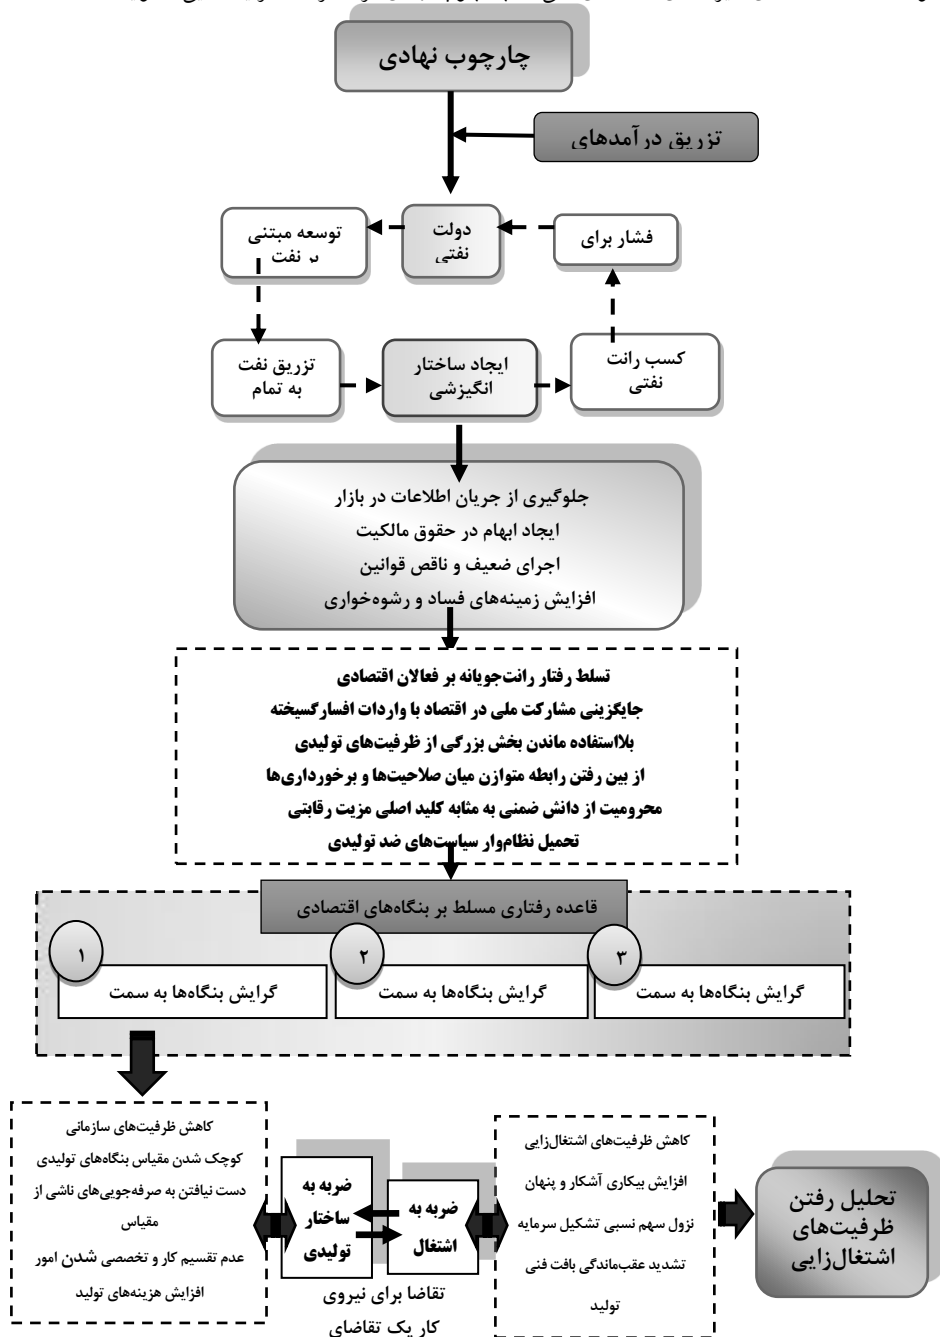 چارچوب نهادی
تزریق درآمدهای
فشار برای
دولت
نفتی
توسعه مبتنی
بر نفت
کسب رانت
نفتی
ایجاد ساختار
انگیزشی
تزریق نفت
به تمام
جلوگیری از جریان اطلاعات در بازار
ایجاد ابهام در حقوق مالکیت
اجرای ضعیف و ناقص قوانین
افزایش زمینه‌های فساد و رشوه‌خواری
تسلط رفتار رانت‌جویانه بر فعالان اقتصادی
جایگزینی مشارکت ملی در اقتصاد با واردات افسارگسیخته
بلااستفاده ماندن بخش بزرگی از ظرفیت‌های تولیدی
از بین رفتن رابطه متوازن میان صلاحیت‌ها و برخورداری‌ها
محرومیت از دانش ضمنی به مثابه کلید اصلی مزیت رقابتی
تحمیل نظام‌وار سیاست‌های ضد تولیدی
قاعده رفتاری مسلط بر بنگاه‌های اقتصادی
۳
گرایش بنگاه‌ها به سمت
۲
گرایش بنگاه‌ها به سمت
۱
گرایش بنگاه‌ها به سمت
کاهش ظرفیت‌های سازمانی
کوچک شدن مقیاس بنگاه‌های تولیدی
دست نیافتن به صرفه‌جویی‌های ناشی از
مقیاس
عدم تقسیم کار و تخصصی شدن امور
افزایش هزینه‌های تولید
ضربه به
ساختار
تولیدی
ضربه به
اشتغال
تقاضا برای نیروی
کار یک تقاضای
کاهش ظرفیت‌های اشتغال‌زایی
افزایش بیکاری آشکار و پنهان
نزول سهم نسبی تشکیل سرمایه
تشدید عقب‌ماندگی بافت فنی
تولید
تحلیل رفتن
ظرفیت‌های
اشتغال‌زایی